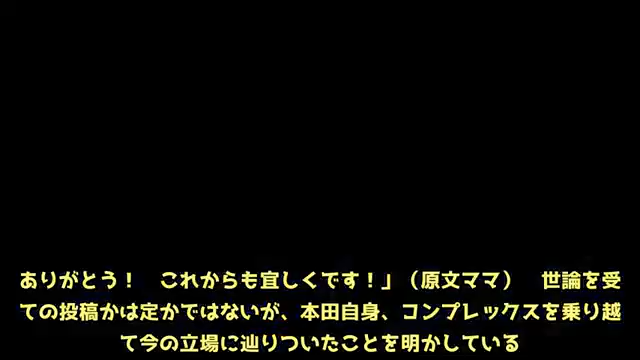 ありがとう！　これからも宜しくです！」（原文ママ）　世論を受
ての投稿かは定かではないが、本田自身、コンプレックスを乗り越
て今の立場に辿りついたことを明かしている